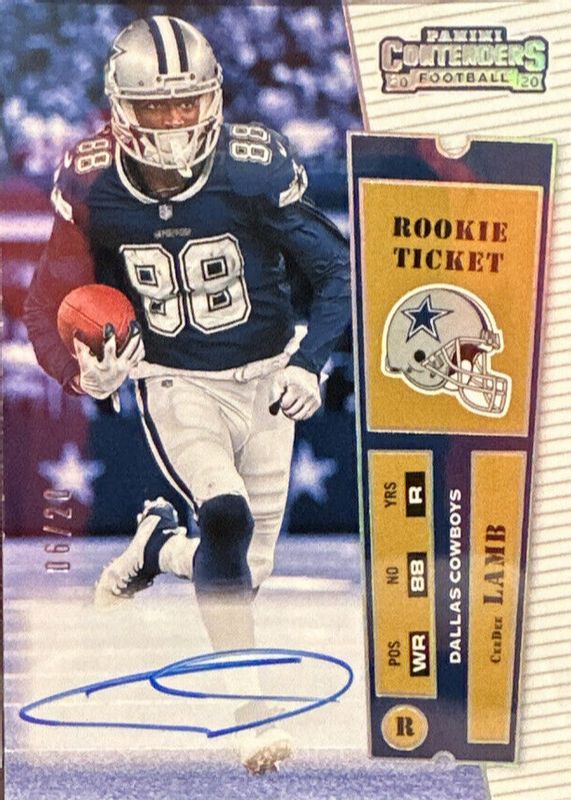 PANINI
CONTENDERS
20 FOOTBALL 20
88
88
88
ROOKIE
TICKET
POS WR
NO 88
YRS R
DALLAS COWBOYS
CEEDEE LAMB
R
06/20